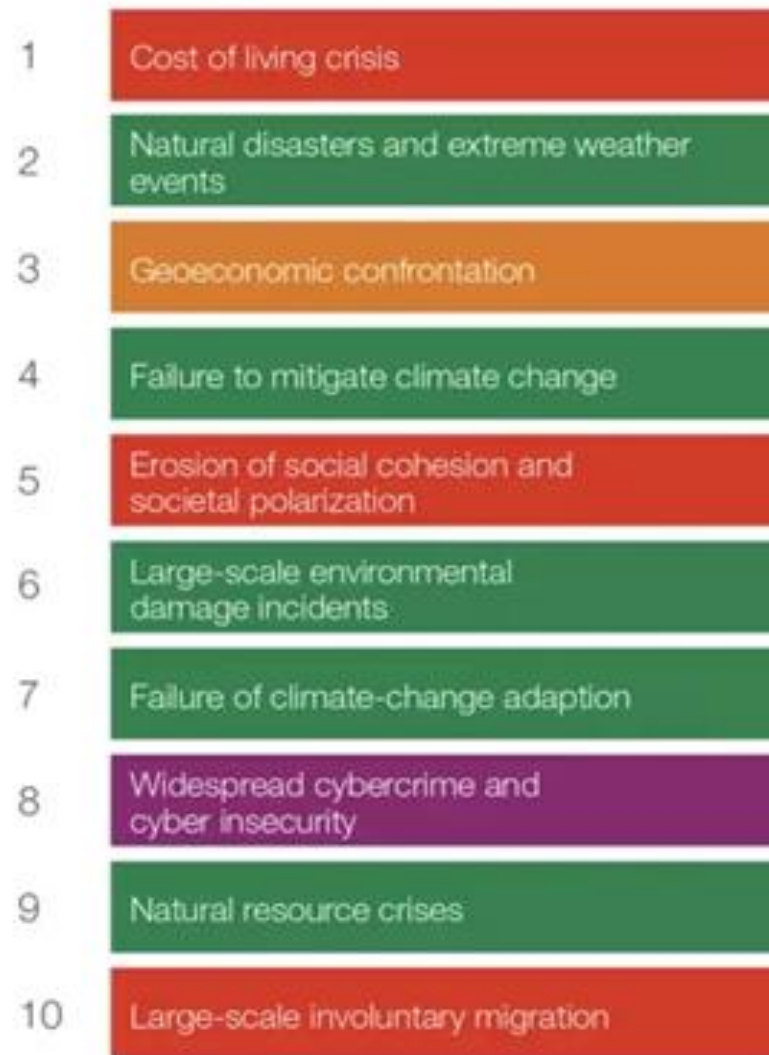 1
Cost of living crisis
2
Natural disasters and extreme weather
events
3
Geoeconomic confrontation
4
Failure to mitigate climate change
5
Erosion of social cohesion and
societal polarization
6
Large-scale environmental
damage incidents
7
Failure of climate-change adaption
8
Widespread cybercrime and
cyber insecurity
9
Natural resource crises
10
Large-scale involuntary migration